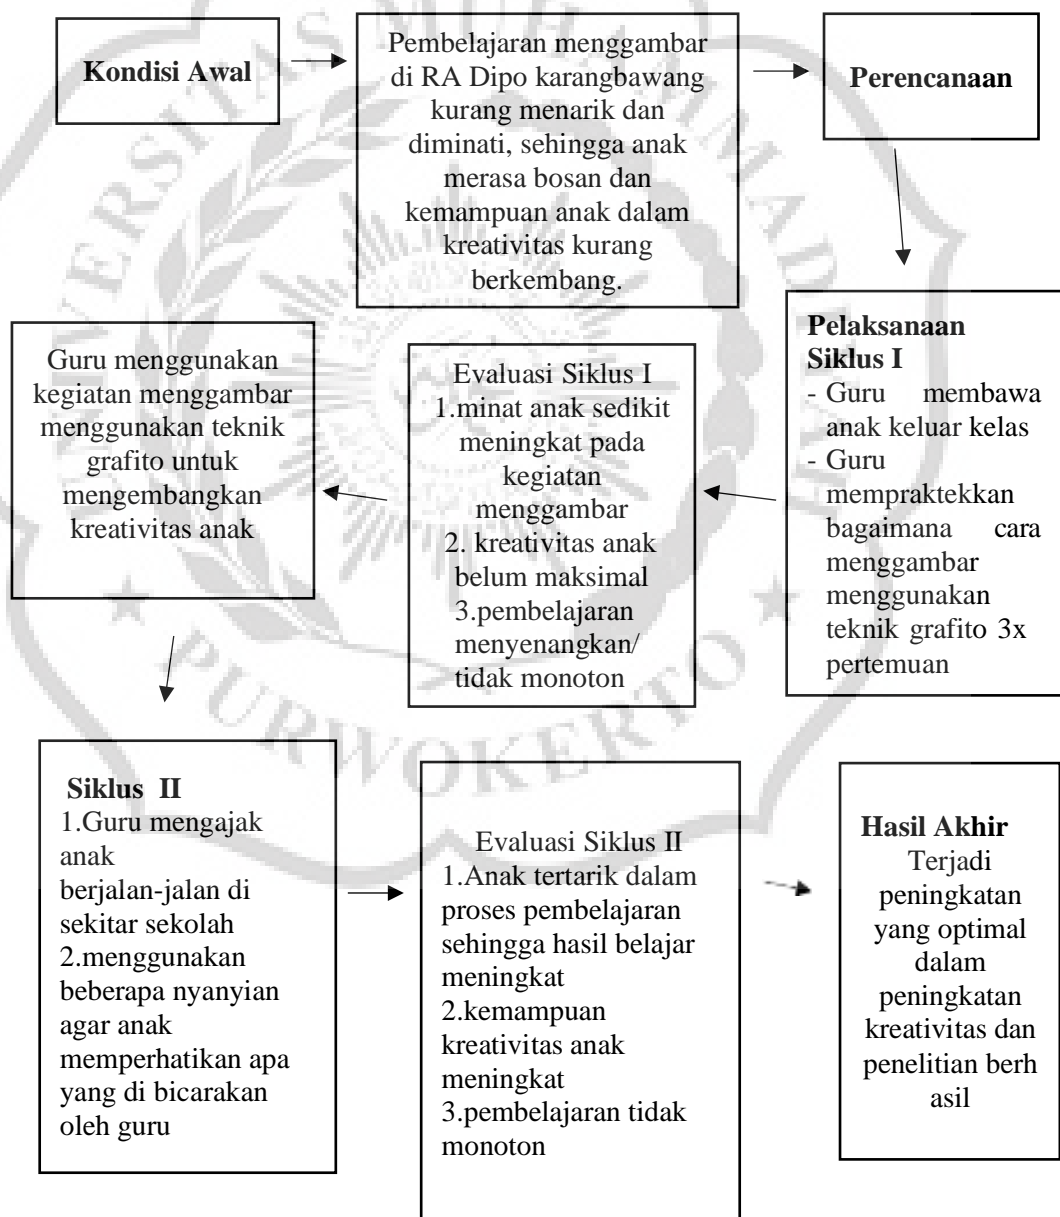 Kondisi Awal
Pembelajaran menggambar
di RA Dipo karangbawang
kurang menarik dan
diminati, sehingga anak
merasa bosan dan
kemampuan anak dalam
kreativitas kurang
berkembang.
Perencanaan
Pelaksanaan
Siklus I
- Guru membawa
anak keluar kelas
- Guru
mempraktekkan
bagaimana cara
menggambar
menggunakan
teknik grafito 3x
pertemuan
Evaluasi Siklus I
1.minat anak sedikit
meningkat pada
kegiatan
menggambar
2. kreativitas anak
belum maksimal
3.pembelajaran
menyenangkan/
tidak monoton
Guru menggunakan
kegiatan menggambar
menggunakan teknik
grafito untuk
mengembangkan
kreativitas anak
Siklus II
1.Guru mengajak
anak
berjalan-jalan di
sekitar sekolah
2.menggunakan
beberapa nyanyian
agar anak
memperhatikan apa
yang di bicarakan
oleh guru
Evaluasi Siklus II
1.Anak tertarik dalam
proses pembelajaran
sehingga hasil belajar
meningkat
2.kemampuan
kreativitas anak
meningkat
3.pembelajaran tidak
monoton
Hasil Akhir
Terjadi
peningkatan
yang optimal
dalam
peningkatan
kreativitas dan
penelitian berh
asil
UNIVERSITAS MUHAMMADIYAH
PURWOKERTO